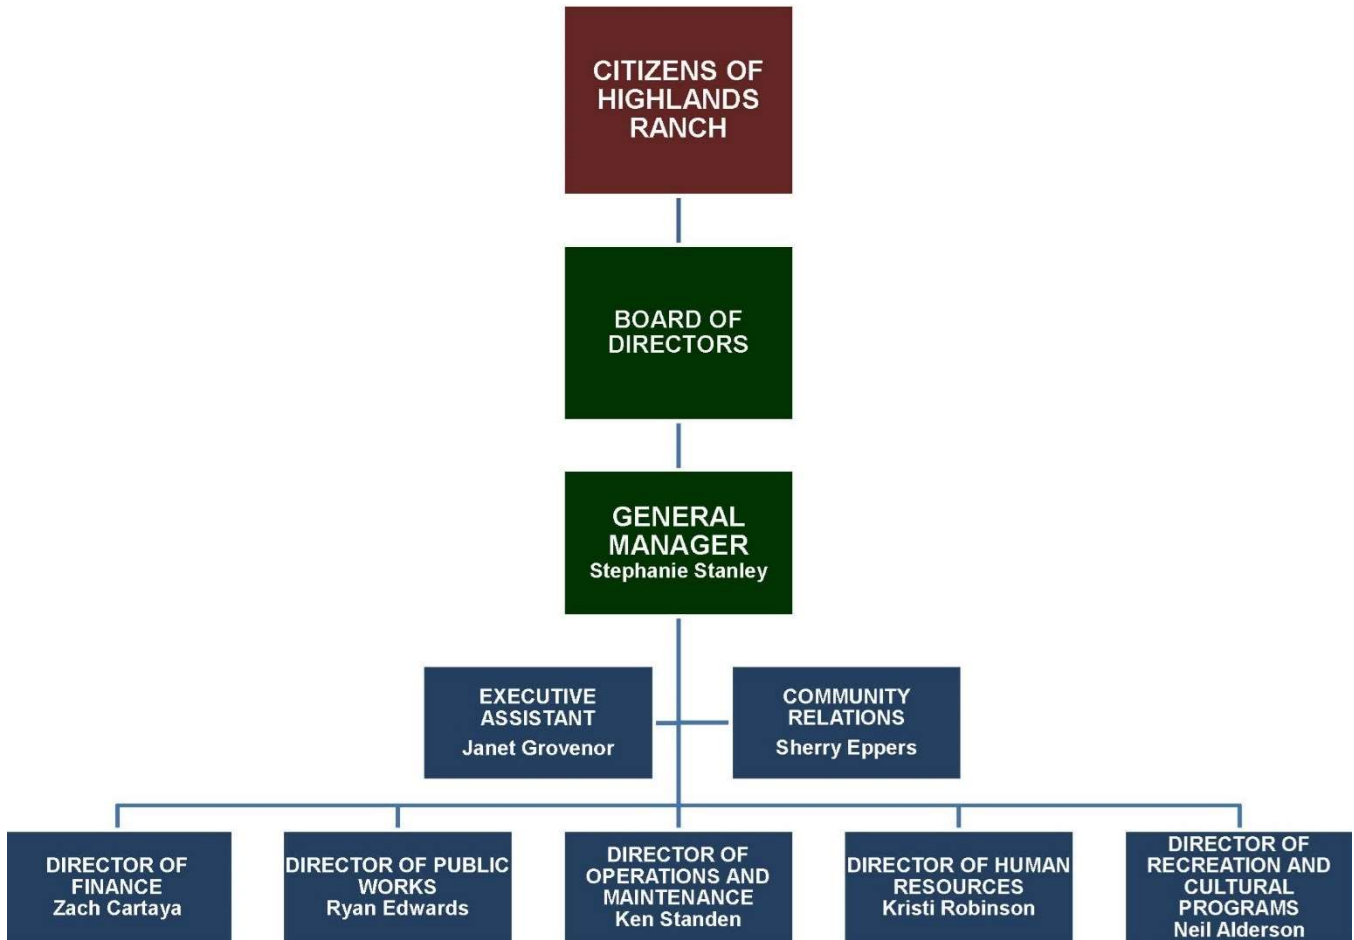 CITIZENS OF
HIGHLANDS
RANCH
BOARD OF
DIRECTORS
GENERAL
MANAGER
Stephanie Stanley
EXECUTIVE
ASSISTANT
Janet Grovenor
COMMUNITY
RELATIONS
Sherry Eppers
DIRECTOR OF
FINANCE
Zach Cartaya
DIRECTOR OF PUBLIC
WORKS
Ryan Edwards
DIRECTOR OF
OPERATIONS AND
MAINTENANCE
Ken Standen
DIRECTOR OF HUMAN
RESOURCES
Kristi Robinson
DIRECTOR OF
RECREATION AND
CULTURAL
PROGRAMS
Neil Alderson